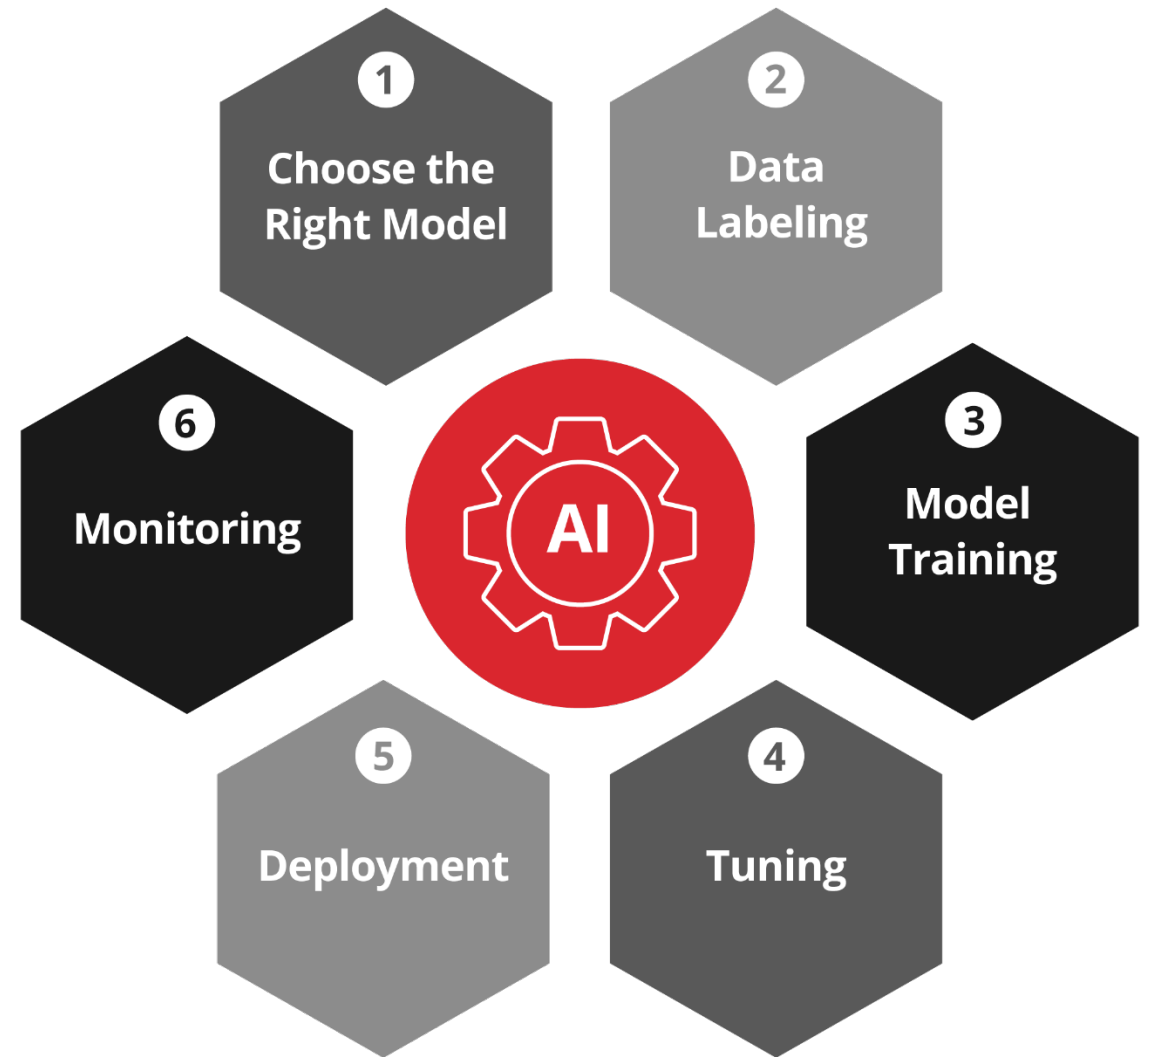 1
Choose the
Right Model
2
Data
Labeling
3
Model
Training
4
Tuning
5
Deployment
6
Monitoring
AI